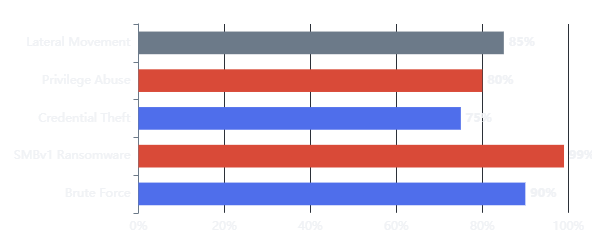 Lateral Movement 85%
Privilege Abuse 80%
Credential Theft 75%
SMBv1 Ransomware 99%
Brute Force 90%
0% 20% 40% 60% 80% 100%